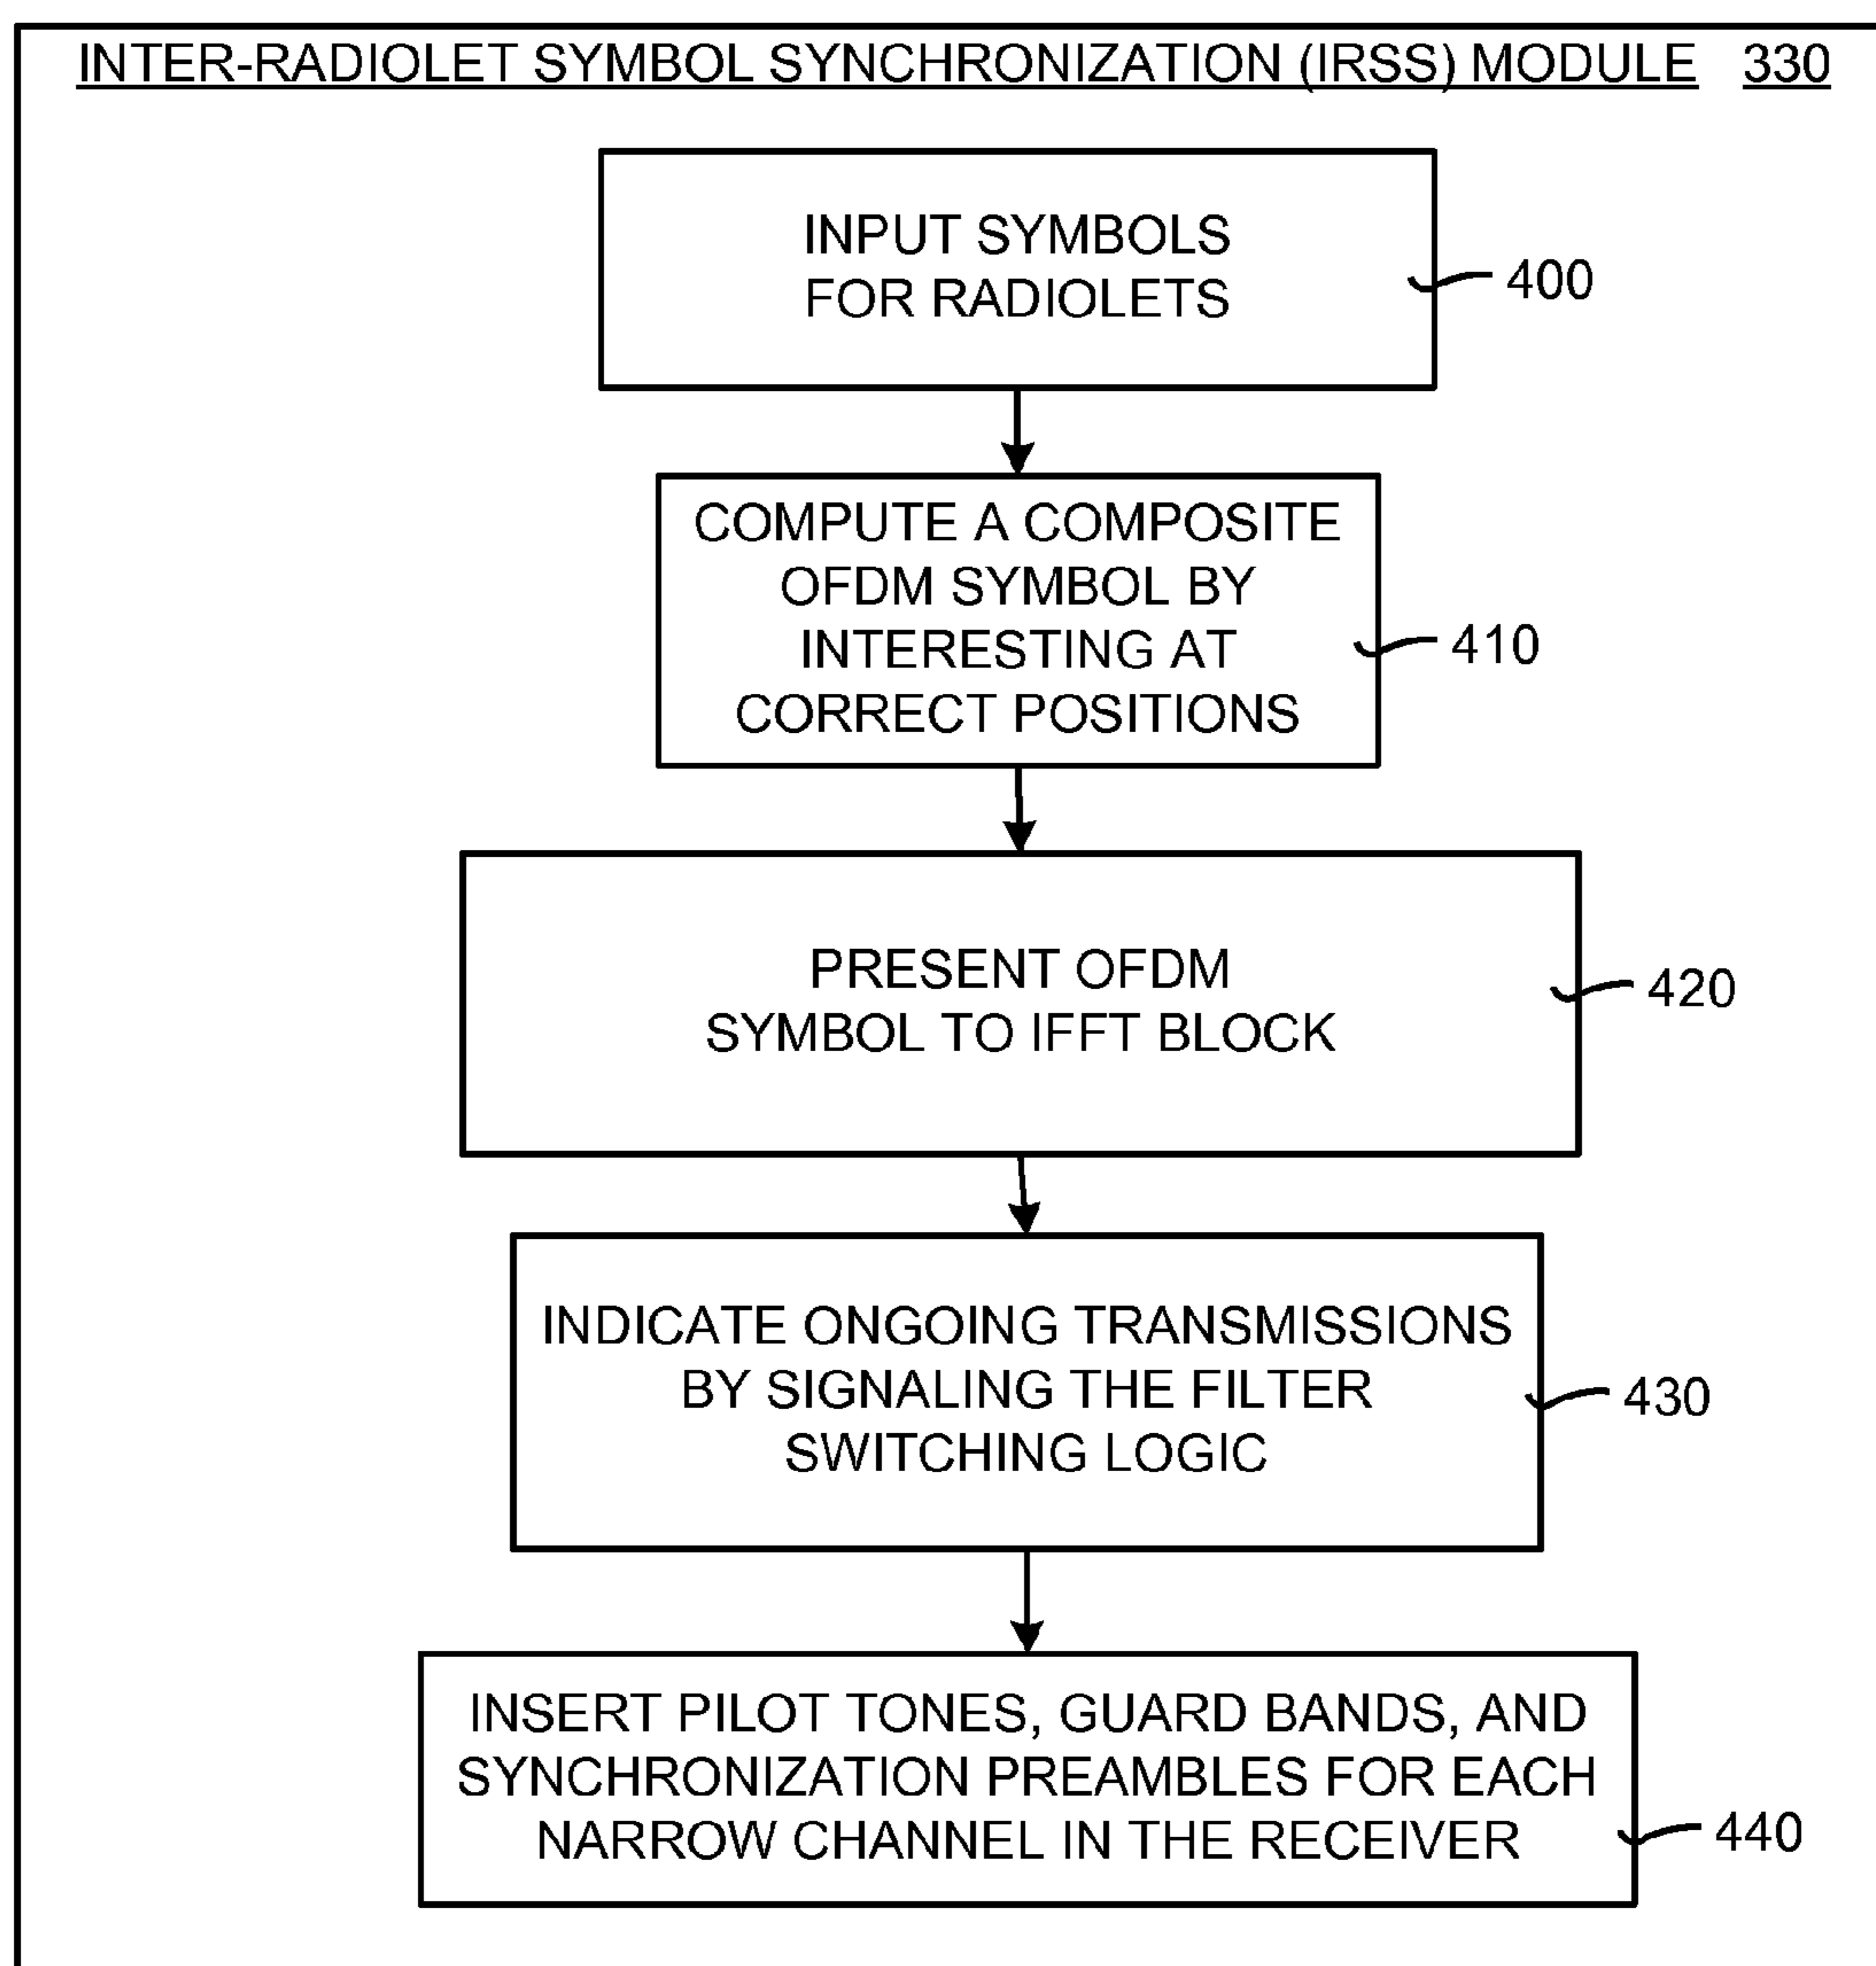 INTER-RADIOLET SYMBOL SYNCHRONIZATION (IRSS) MODULE 330
INPUT SYMBOLS
FOR RADIOLETS
400
COMPUTE A COMPOSITE
OFDM SYMBOL BY
INTERESTING AT
CORRECT POSITIONS
410
PRESENT OFDM
SYMBOL TO IFFT BLOCK
420
INDICATE ONGOING TRANSMISSIONS
BY SIGNALING THE FILTER
SWITCHING LOGIC
430
INSERT PILOT TONES, GUARD BANDS, AND
SYNCHRONIZATION PREAMBLES FOR EACH
NARROW CHANNEL IN THE RECEIVER
440